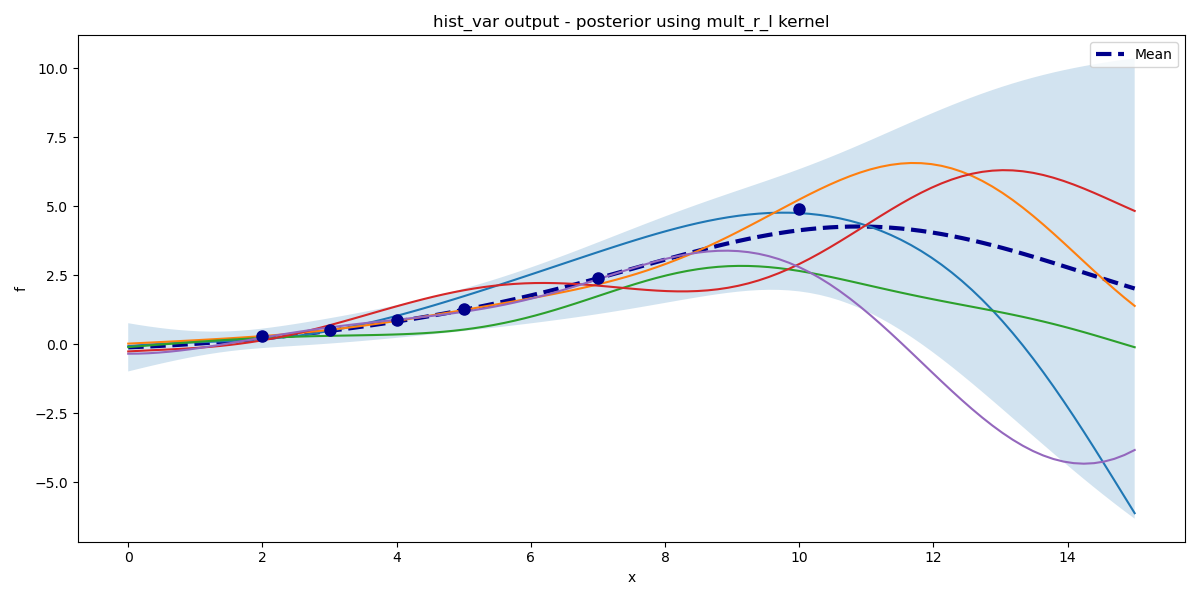 hist_var output - posterior using mult_r_l kernel
Mean
10.0
7.5
5.0
2.5
0.0
−2.5
−5.0
f
0 2 4 6 8 10 12 14
x